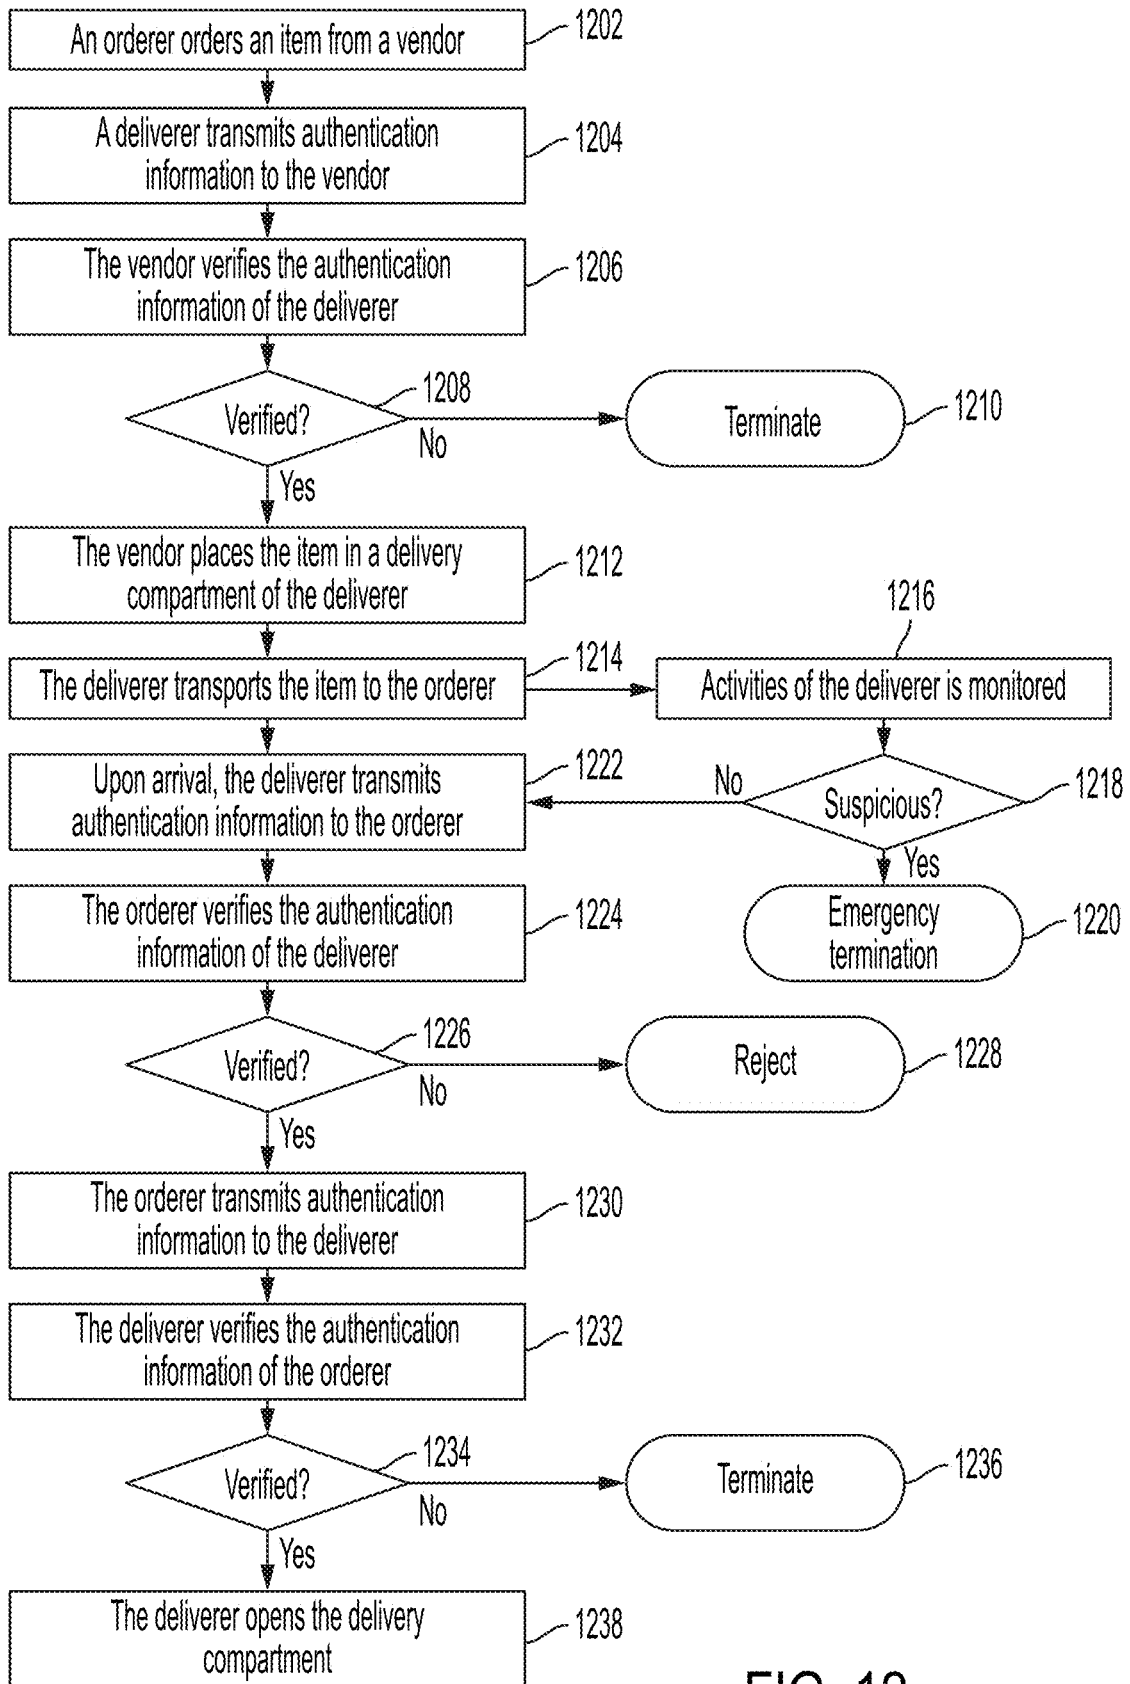 An orderer orders an item from a vendor
1202
A deliverer transmits authentication
information to the vendor
1204
The vendor verifies the authentication
information of the deliverer
1206
Verified?
1208
No
Terminate
1210
Yes
The vendor places the item in a delivery
compartment of the deliverer
1212
The deliverer transports the item to the orderer
1214
1216
Activities of the deliverer is monitored
Upon arrival, the deliverer transmits
authentication information to the orderer
1222
No
Suspicious?
1218
Yes
Emergency
termination
1220
The orderer verifies the authentication
information of the deliverer
1224
Verified?
1226
No
Reject
1228
Yes
The orderer transmits authentication
information to the deliverer
1230
The deliverer verifies the authentication
information of the orderer
1232
Verified?
1234
No
Terminate
1236
Yes
The deliverer opens the delivery
compartment
1238
FIG.